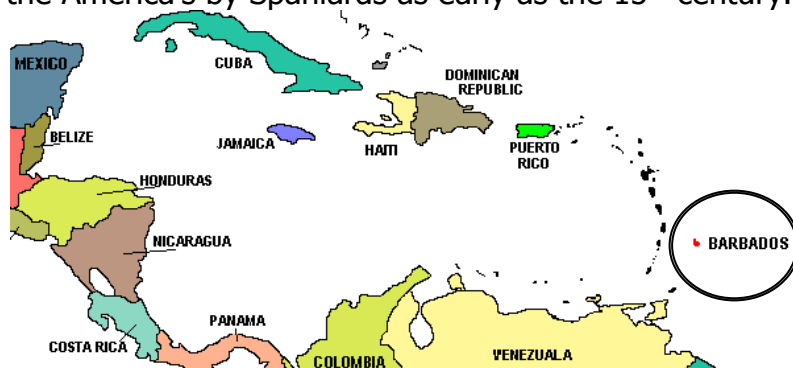 the America's by Spaniards as early as the 15 century.
MEXICO
CUBA
DOMINICAN
REPUBLIC
BELIZE
JAMAICA
HAITI
PUERTO
RICO
HONDURAS
NICARAGUA
BARBADOS
PANAMA
COSTA RICA
COLOMBIA
VENEZUALA